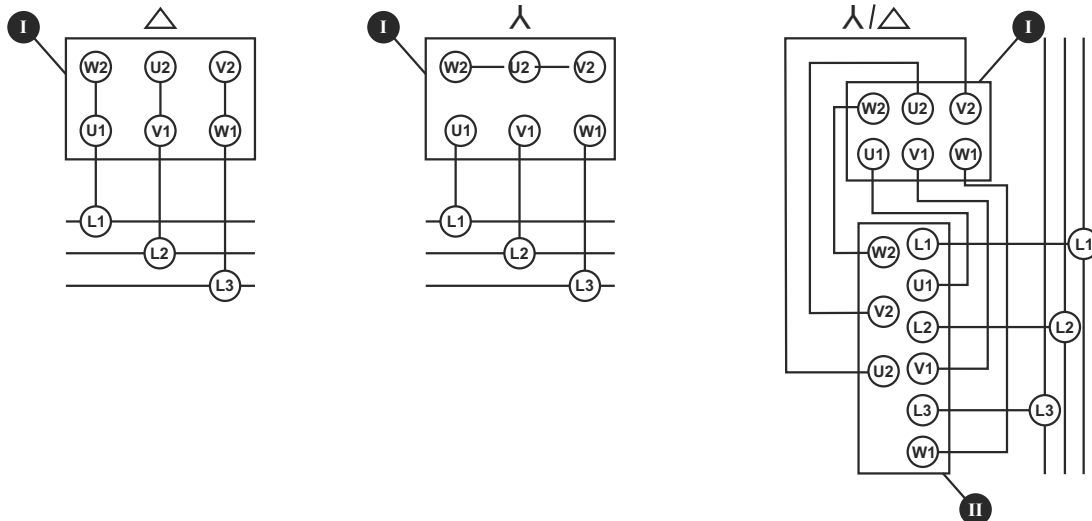 I
W2 U2 V2
U1 V1 W1
L1
L2
L3
I
W2 U2 V2
U1 V1 W1
L1
L2
L3
/
I
W2 U2 V2
U1 V1 W1
W2 L1 L1
U1
V2 L2 L2
U2 V1
L3 L3
W1
II